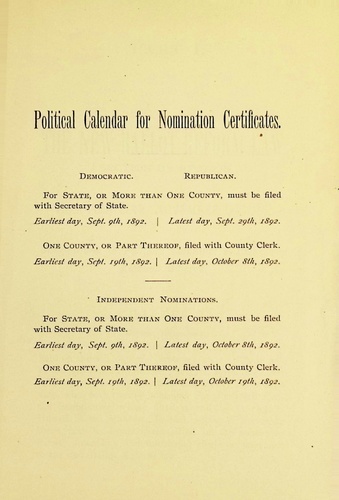 Political Calendar for Nomination Certificates.
DEMOCRATIC. REPUBLICAN.
For STATE, OR MORE THAN ONE COUNTY, must be filed
with Secretary of State.
Earliest day, Sept. 9th, 1892. | Latest day, Sept. 29th, 1892.
ONE COUNTY, OR PART THEREOF, filed with County Clerk.
Earliest day, Sept. 19th, 1892. | Latest day, October 8th, 1892.
INDEPENDENT NOMINATIONS.
For STATE, OR MORE THAN ONE COUNTY, must be filed
with Secretary of State.
Earliest day, Sept. 9th, 1892. | Latest day, October 8th, 1892.
ONE COUNTY, OR PART THEREOF, filed with County Clerk.
Earliest day, Sept. 19th, 1892. | Latest day, October 19th, 1892.